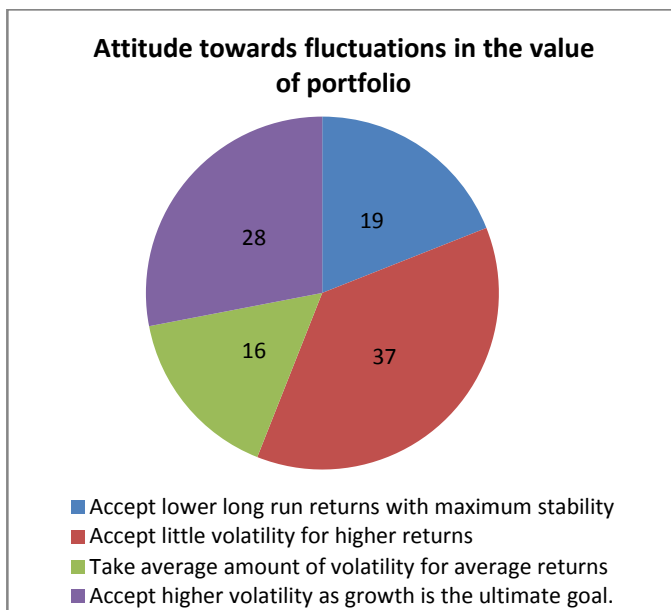 Attitude towards fluctuations in the value
of portfolio
19
28
16
37
Accept lower long run returns with maximum stability
Accept little volatility for higher returns
Take average amount of volatility for average returns
Accept higher volatility as growth is the ultimate goal.